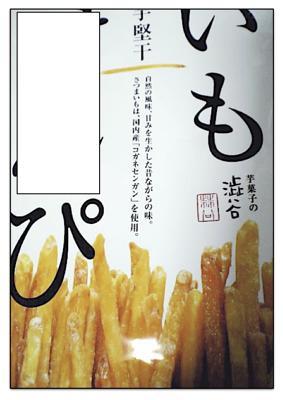 いも
ぴ
芋堅干
自然の風味、甘みを生かした昔ながらの味。
さつまいもは、国内産「コガネセンガン」を使用。
芋菓子の
澁谷